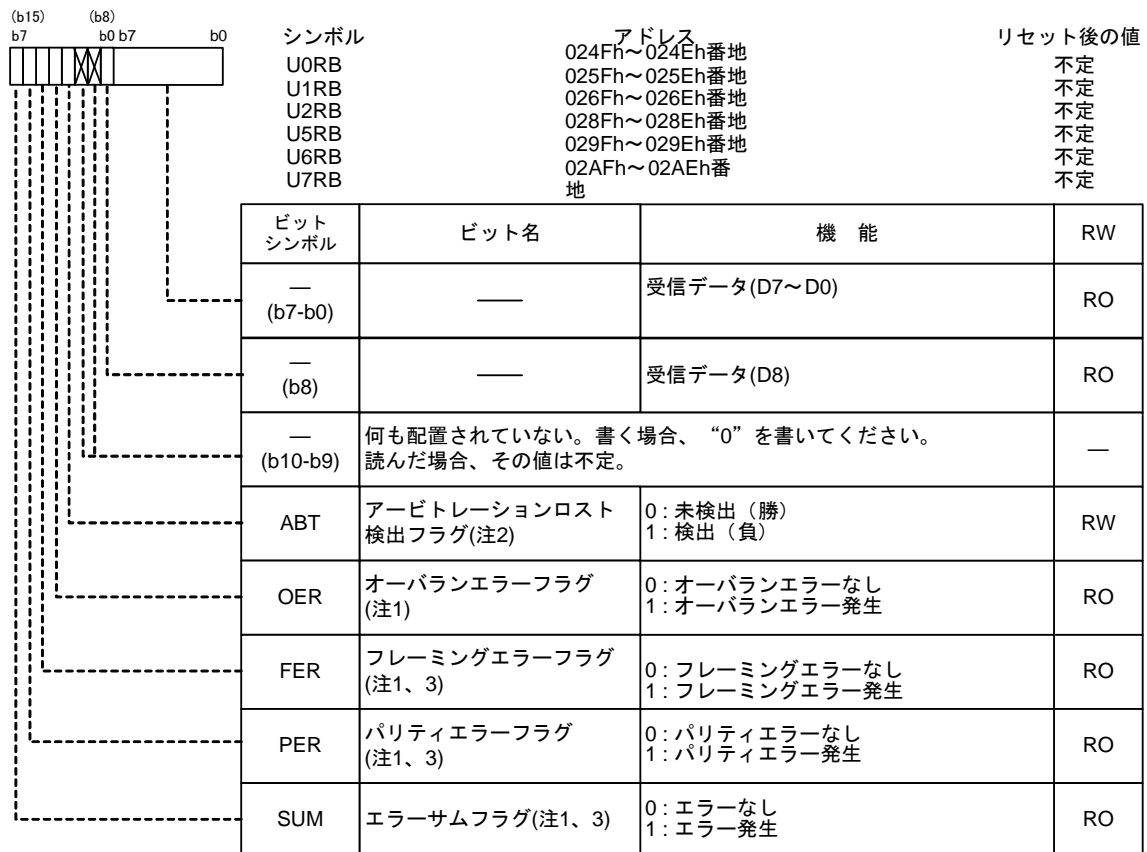 (b15) (b8)
b7 b0 b7 b0
シンボル アドレス リセット後の値
U0RB 024Fh～024Eh番地 不定
U1RB 025Fh～025Eh番地 不定
U2RB 026Fh～026Eh番地 不定
U5RB 028Fh～028Eh番地 不定
U6RB 029Fh～029Eh番地 不定
U7RB 02AFh～02AEh番 不定
地
ビット
シンボル ビット名 機 能 RW
— 
(b7-b0) —— 受信データ(D7～D0) RO
—
(b8) —— 受信データ(D8) RO
—
(b10-b9) 何も配置されていない。書く場合、“0”を書いてください。
読んだ場合、その値は不定。 —
ABT アービトレーションロスト
検出フラグ(注2) 0 : 未検出（勝）
1 : 検出（負） RW
OER オーバランエラーフラグ
(注1) 0 : オーバランエラーなし
1 : オーバランエラー発生 RO
FER フレーミングエラーフラグ
(注1、3) 0 : フレーミングエラーなし
1 : フレーミングエラー発生 RO
PER パリティエラーフラグ
(注1、3) 0 : パリティエラーなし
1 : パリティエラー発生 RO
SUM エラーサムフラグ(注1、3) 0 : エラーなし
1 : エラー発生 RO